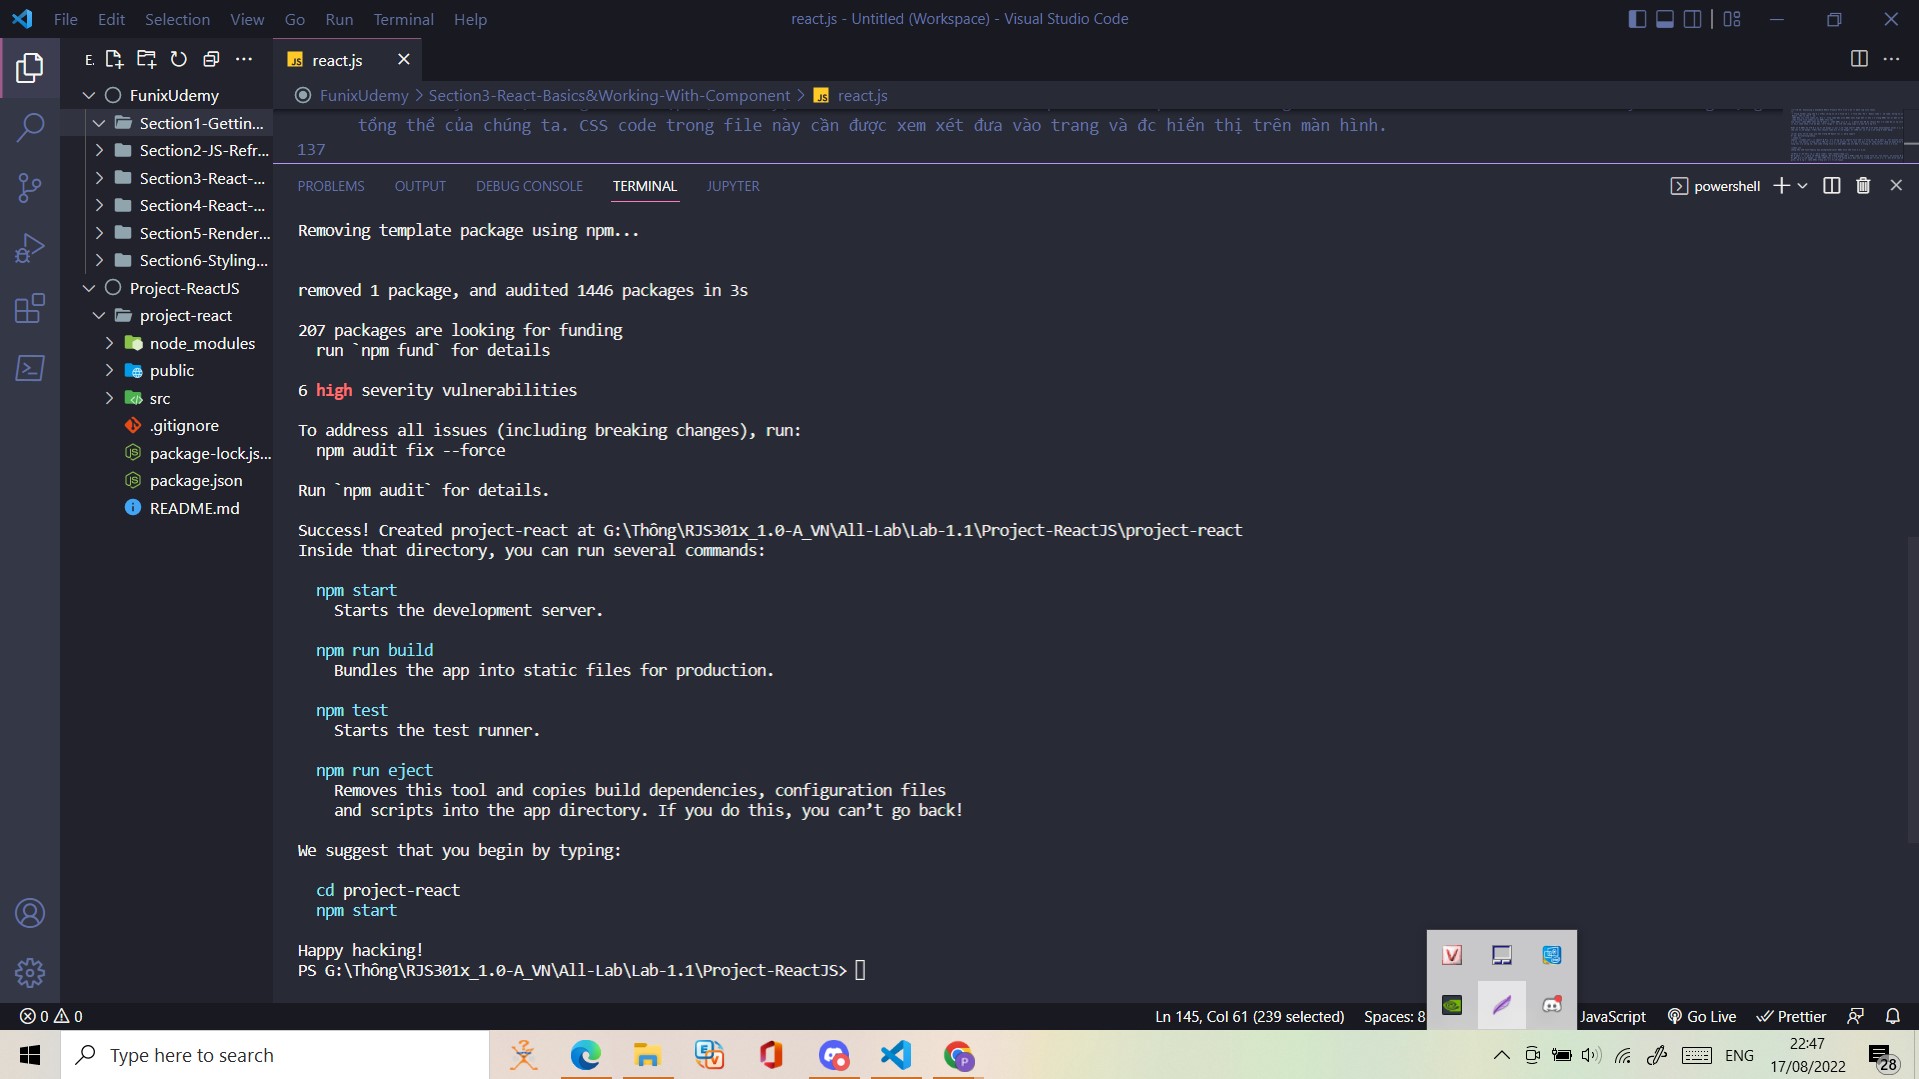 File Edit Selection View Go Run Terminal Help
react.js - Untitled (Workspace) - Visual Studio Code
E.
react.js
FunixUdemy
Section1-Gettin...
Section2-JS-Refr...
Section3-React-...
Section4-React-...
Section5-Render...
Section6-Styling...
Project-ReactJS
project-react
node_modules
public
src
.gitignore
package-lock.js...
package.json
README.md
FunixUdemy > Section3-React-Basics&Working-With-Component > react.js
tổng thể của chúng ta. CSS code trong file này cần được xem xét đưa vào trang và đc hiển thị trên màn hình.
137
PROBLEMS OUTPUT DEBUG CONSOLE TERMINAL JUPYTER
powershell
Removing template package using npm...
removed 1 package, and audited 1446 packages in 3s
207 packages are looking for funding
run `npm fund` for details
6 high severity vulnerabilities
To address all issues (including breaking changes), run:
npm audit fix --force
Run `npm audit` for details.
Success! Created project-react at G:\Thông\RJS301x_1.0-A_VN\All-Lab\Lab-1.1\Project-ReactJS\project-react
Inside that directory, you can run several commands:
npm start
Starts the development server.
npm run build
Bundles the app into static files for production.
npm test
Starts the test runner.
npm run eject
Removes this tool and copies build dependencies, configuration files
and scripts into the app directory. If you do this, you can’t go back!
We suggest that you begin by typing:
cd project-react
npm start
Happy hacking!
PS G:\Thông\RJS301x_1.0-A_VN\All-Lab\Lab-1.1\Project-ReactJS>
0 0
Ln 145, Col 61 (239 selected)
Spaces: 8
JavaScript
Go Live
Prettier
Type here to search
ENG
22:47
17/08/2022
28